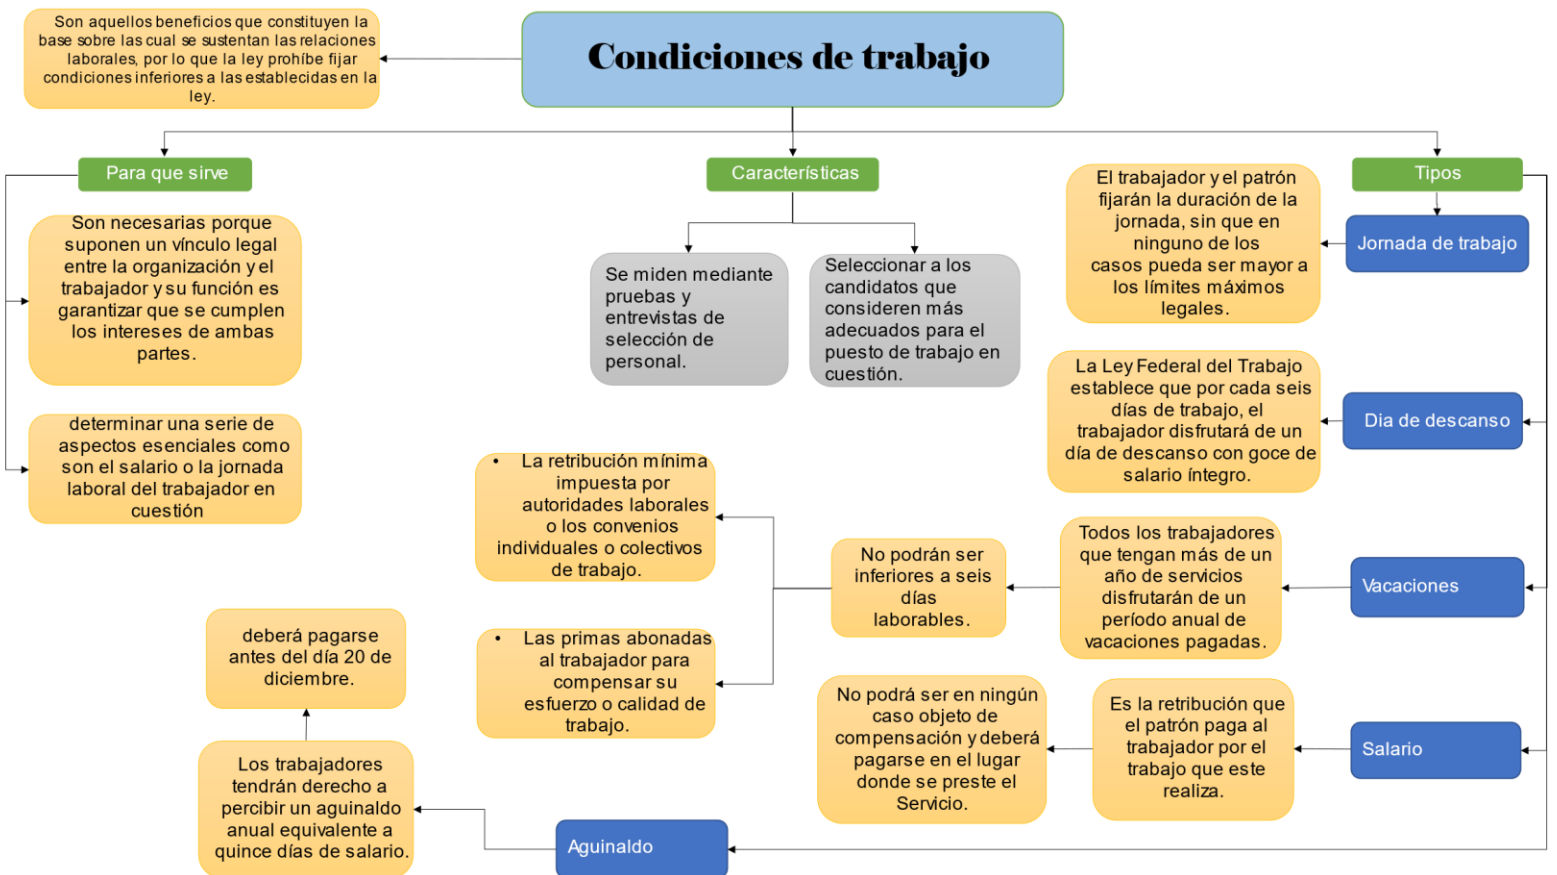 Son aquellos beneficios que constituyen la
base sobre las cual se sustentan las relaciones
laborales, por lo que la ley prohíbe fijar
condiciones inferiores a las establecidas en la
ley.
Condiciones de trabajo
Para que sirve
Son necesarias porque
suponen un vínculo legal
entre la organización y el
trabajador y su función es
garantizar que se cumplen
los intereses de ambas
partes.
determinar una serie de
aspectos esenciales como
son el salario o la jornada
laboral del trabajador en
cuestión
Características
Se miden mediante
pruebas y
entrevistas de
selección de
personal.
Seleccionar a los
candidatos que
consideren más
adecuados para el
puesto de trabajo en
cuestión.
Tipos
Jornada de trabajo
El trabajador y el patrón
fijarán la duración de la
jornada, sin que en
ninguno de los
casos pueda ser mayor a
los límites máximos
legales.
Dia de descanso
La Ley Federal del Trabajo
establece que por cada seis
días de trabajo, el
trabajador disfrutará de un
día de descanso con goce de
salario íntegro.
Vacaciones
Todos los trabajadores
que tengan más de un
año de servicios
disfrutarán de un
período anual de
vacaciones pagadas.
No podrán ser
inferiores a seis
días
laborables.
• La retribución mínima
impuesta por
autoridades laborales
o los convenios
individuales o colectivos
de trabajo.
• Las primas abonadas
al trabajador para
compensar su
esfuerzo o calidad de
trabajo.
Salario
Es la retribución que
el patrón paga al
trabajador por el
trabajo que este
realiza.
No podrá ser en ningún
caso objeto de
compensación y deberá
pagarse en el lugar
donde se preste el
Servicio.
Aguinaldo
Los trabajadores
tendrán derecho a
percibir un aguinaldo
anual equivalente a
quince días de salario.
deberá pagarse
antes del día 20 de
diciembre.